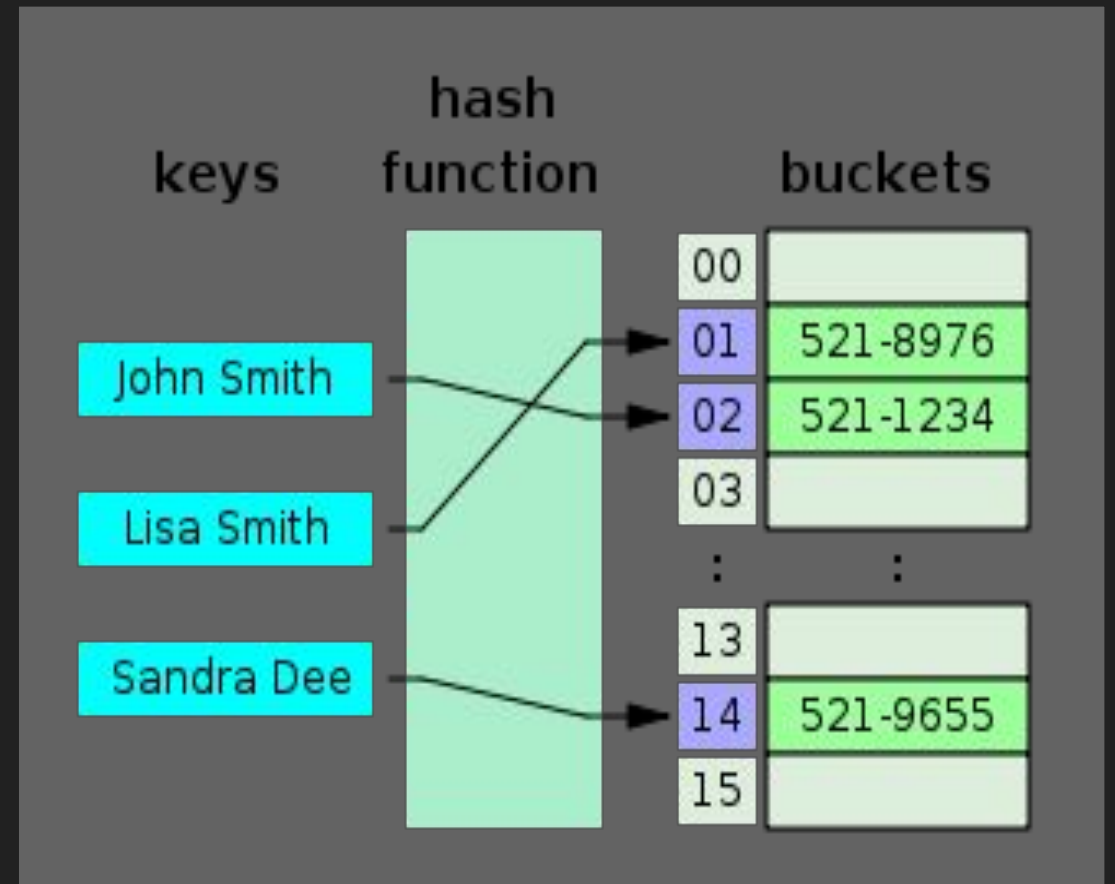 hash
keys function buckets
00
01 521-8976
John Smith
02 521-1234
03
Lisa Smith
: :
13
Sandra Dee
14 521-9655
15